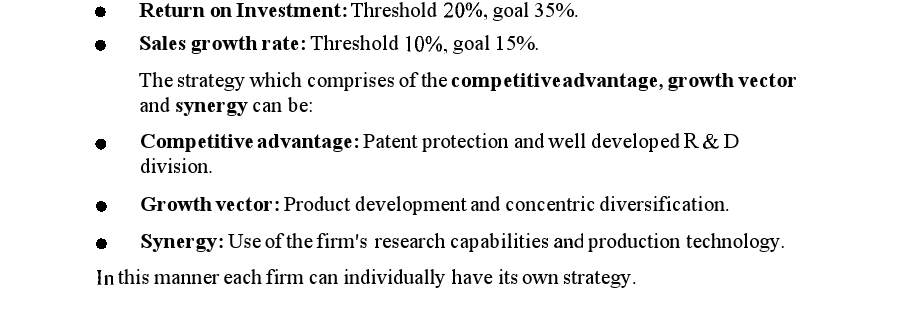 ● Return on Investment: Threshold 20%, goal 35%.
● Sales growth rate: Threshold 10%, goal 15%.
The strategy which comprises of the competitive advantage, growth vector
and synergy can be:
● Competitive advantage: Patent protection and well developed R & D
division.
● Growth vector: Product development and concentric diversification.
● Synergy: Use of the firm's research capabilities and production technology.
In this manner each firm can individually have its own strategy.